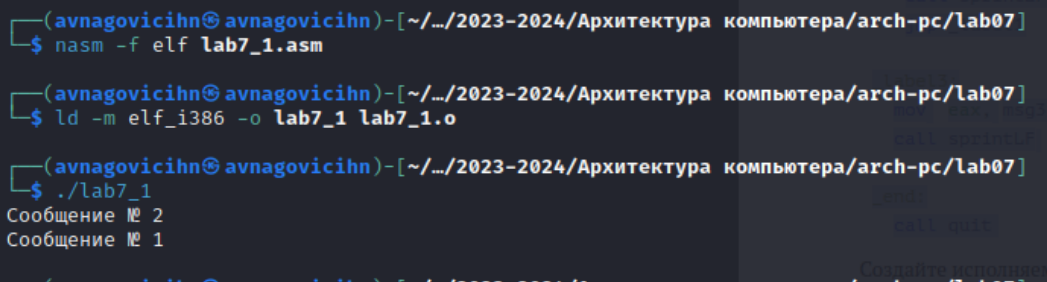 ┌──(avnagovicihn㉿avnagovicihn)-[~/…/2023-2024/Архитектура компьютера/arch-pc/lab07]
└─$ nasm -f elf lab7_1.asm
┌──(avnagovicihn㉿avnagovicihn)-[~/…/2023-2024/Архитектура компьютера/arch-pc/lab07]
└─$ ld -m elf_i386 -o lab7_1 lab7_1.o
call sprintLF
┌──(avnagovicihn㉿avnagovicihn)-[~/…/2023-2024/Архитектура компьютера/arch-pc/lab07]
└─$ ./lab7_1
_end:
Сообщение № 2
call quit
Сообщение № 1
Создайте исполняем